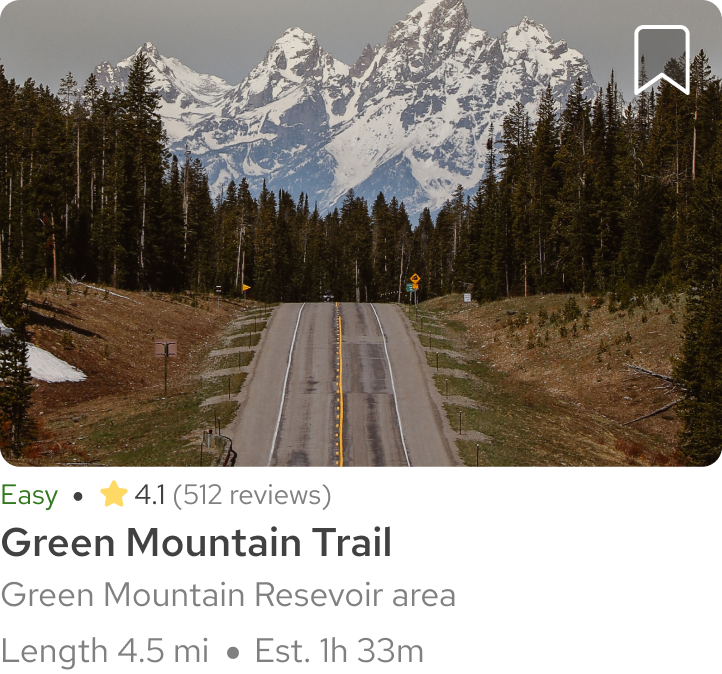 Easy • 4.1 (512 reviews)
Green Mountain Trail
Green Mountain Resevoir area
Length 4.5 mi • Est. 1h 33m